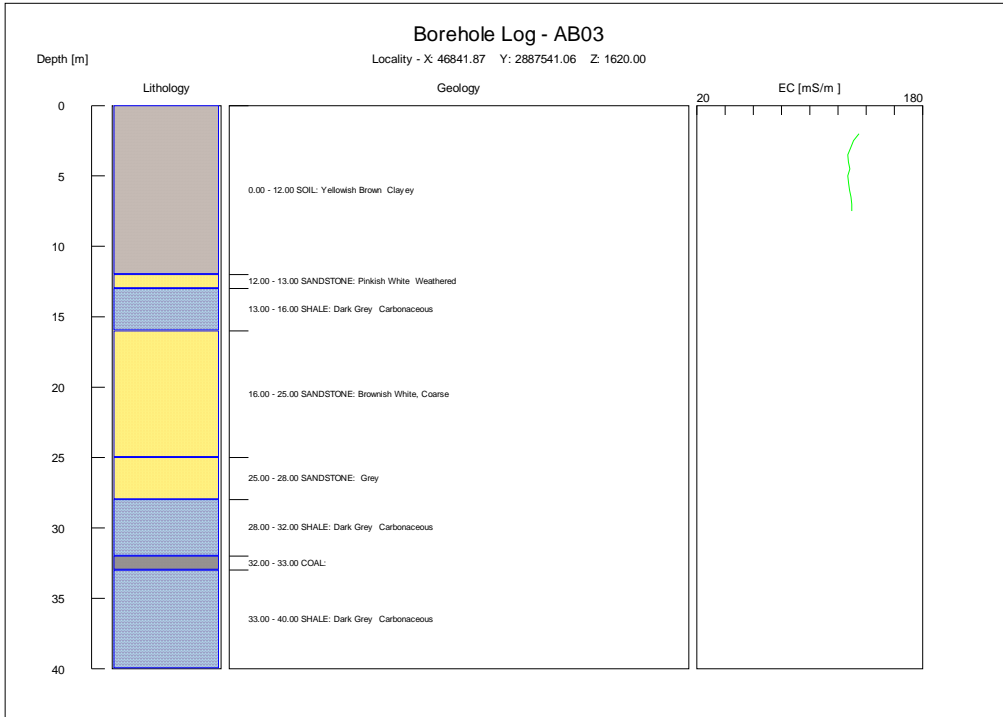 Borehole Log - AB03
Depth [m]
Locality - X: 46841.87 Y: 2887541.06 Z: 1620.00
Lithology
Geology
EC [mS/m ]
20
180
0
5
10
15
20
25
30
35
40
0.00 - 12.00 SOIL: Yellowish Brown Clayey
12.00 - 13.00 SANDSTONE: Pinkish White Weathered
13.00 - 16.00 SHALE: Dark Grey Carbonaceous
16.00 - 25.00 SANDSTONE: Brownish White, Coarse
25.00 - 28.00 SANDSTONE: Grey
28.00 - 32.00 SHALE: Dark Grey Carbonaceous
32.00 - 33.00 COAL:
33.00 - 40.00 SHALE: Dark Grey Carbonaceous